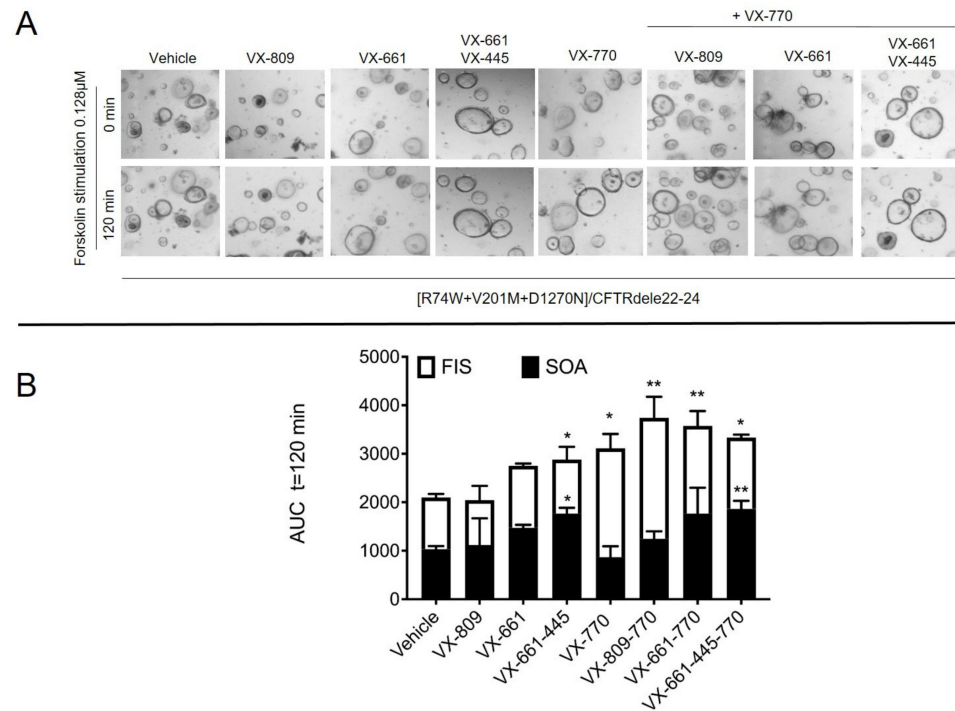 A
+ VX-770
Vehicle
VX-809
VX-661
VX-661
VX-445
VX-770
VX-809
VX-661
VX-661
VX-445
Forskolin stimulation 0.128µM
0 min
120 min
[R74W+V201M+D1270N]/CFTRdele22-24
B
AUC t=120 min
5000
4000
3000
2000
1000
0
FIS
SOA
*
*
*
**
**
*
**
Vehicle
VX-809
VX-661
VX-661-445
VX-770
VX-809-770
VX-661-770
VX-661-445-770